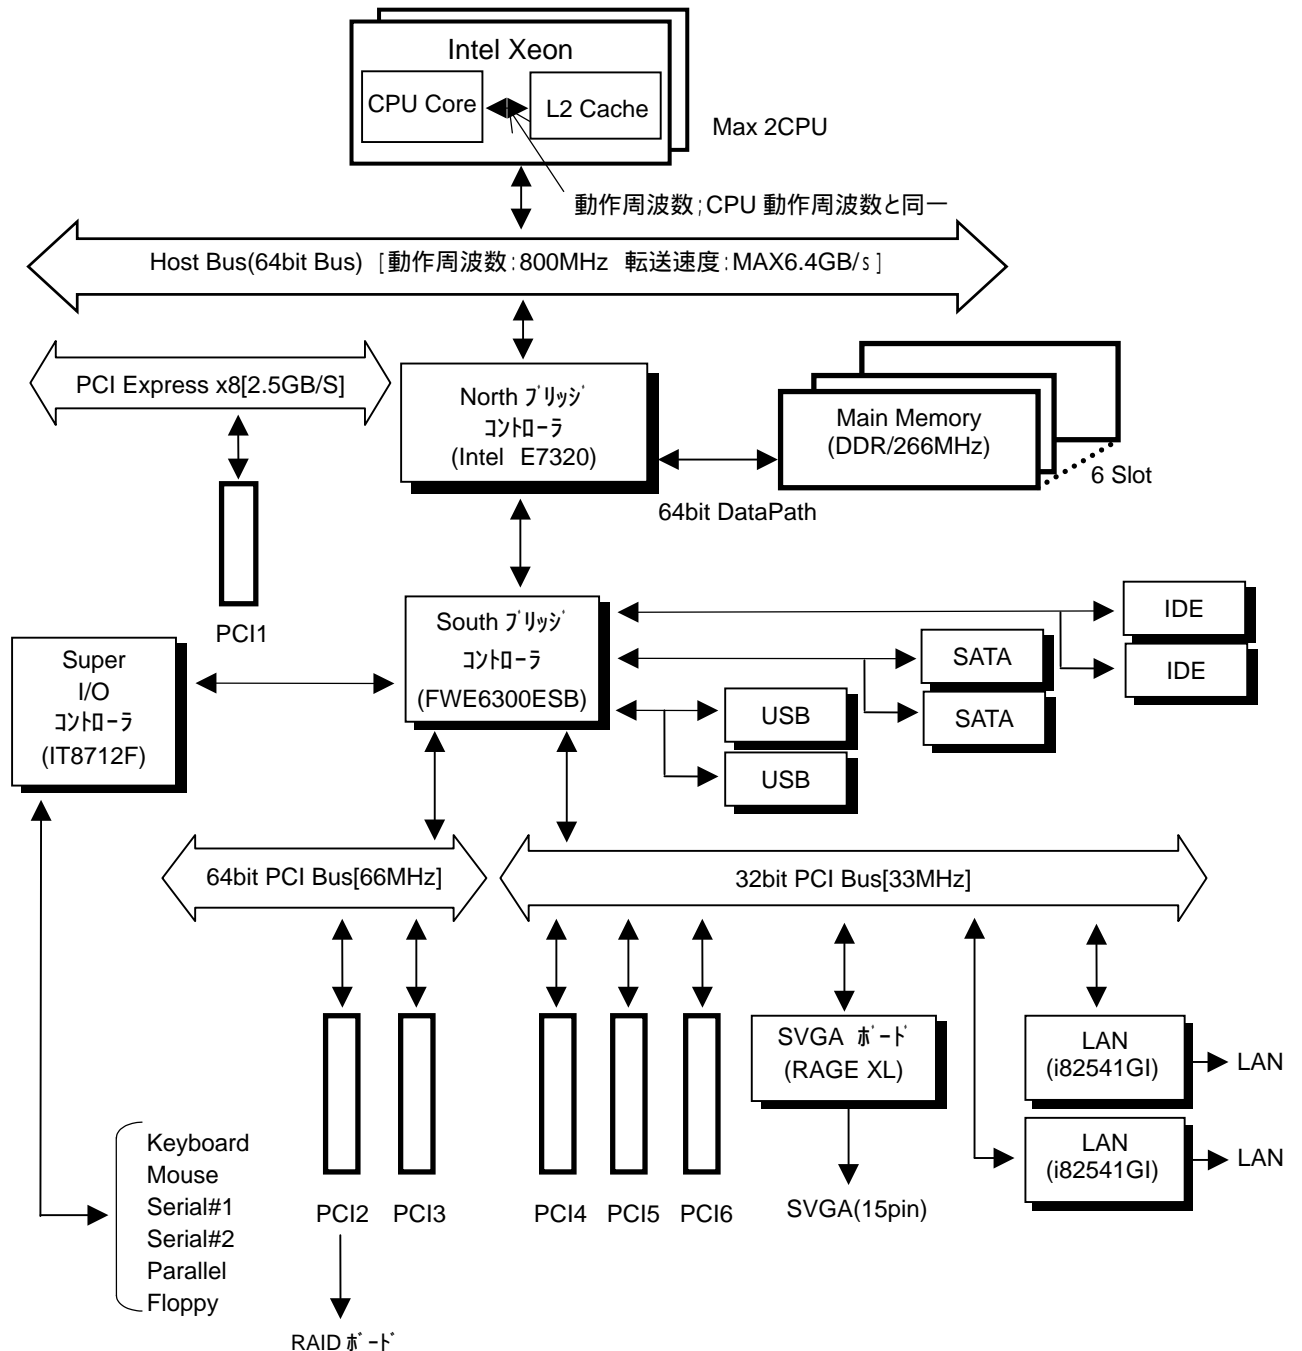 Intel Xeon
CPU Core
L2 Cache
Max 2CPU
動作周波数;CPU 動作周波数と同一
Host Bus(64bit Bus) [動作周波数:800MHz 転送速度:MAX6.4GB/s]
PCI Express x8[2.5GB/S]
North ﾌﾞﾘｯｼﾞ
ｺﾝﾄﾛｰﾗ
(Intel E7320)
Main Memory
(DDR/266MHz)
6 Slot
64bit DataPath
PCI1
South ﾌﾞﾘｯｼﾞ
ｺﾝﾄﾛｰﾗ
(FWE6300ESB)
IDE
IDE
SATA
SATA
USB
USB
Super
I/O
ｺﾝﾄﾛｰﾗ
(IT8712F)
64bit PCI Bus[66MHz]
32bit PCI Bus[33MHz]
SVGA ﾎﾞｰﾄﾞ
(RAGE XL)
LAN
(i82541GI)
LAN
LAN
(i82541GI)
LAN
Keyboard
Mouse
Serial#1
Serial#2
Parallel
Floppy
PCI2
PCI3
PCI4
PCI5
PCI6
SVGA(15pin)
RAID ﾎﾞｰﾄﾞ